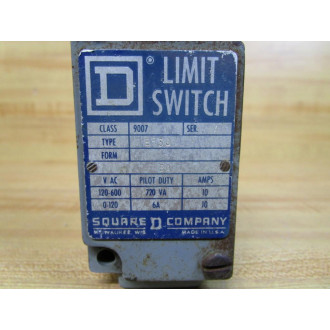 D ® LIMIT
SWITCH
CLASS 9007 SER.
TYPE
FORM
V AC PILOT DUTY AMPS
120-600 720 VA 10
0-120 6A 10
SQUARE D COMPANY
MILWAUKEE, WIS. MADE IN U.S.A.